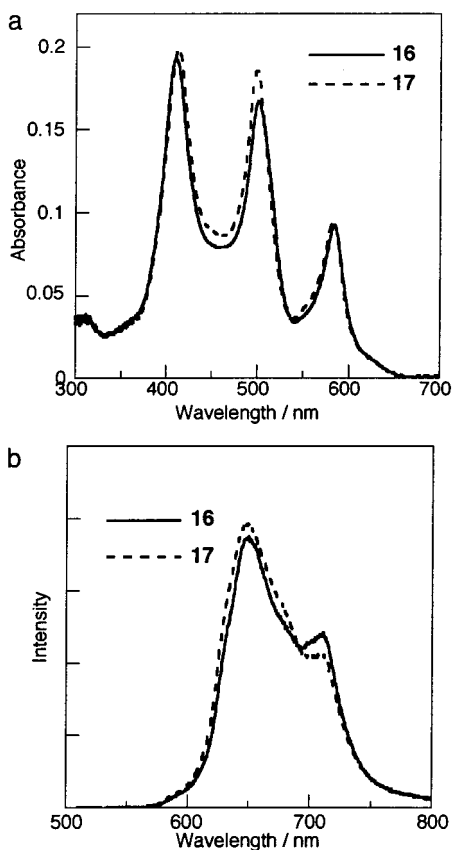 a
16
17
0.2
0.15
0.1
0.05
0
Absorbance
300 400 500 600 700
Wavelength / nm
b
16
17
Intensity
500 600 700 800
Wavelength / nm